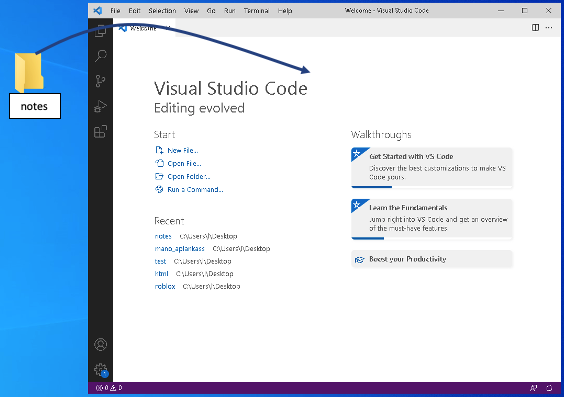 File Edit Selection View Go Run Terminal Help Welcome - Visual Studio Code
Welcome
notes
Visual Studio Code
Editing evolved
Start
New File...
Open File...
Open Folder...
Run a Command...
Recent
notes C:\Users\J\Desktop
mano_aplankass C:\Users\J\Desktop
test C:\Users\J\Desktop
html C:\Users\J\Desktop
roblox C:\Users\J\Desktop
Walkthroughs
Get Started with VS Code
Discover the best customizations to make VS
Code yours.
Learn the Fundamentals
Jump right into VS Code and get an overview
of the must-have features.
Boost your Productivity
0 0